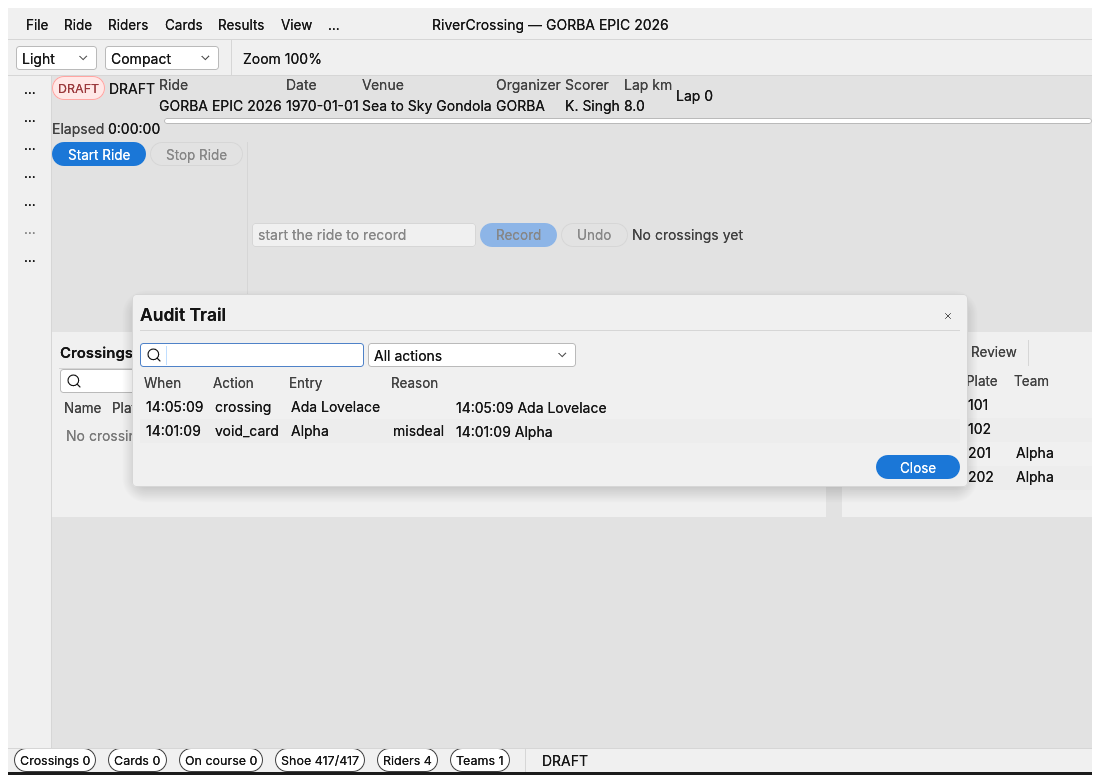 File Ride Riders Cards Results View ... RiverCrossing — GORBA EPIC 2026
Light Compact Zoom 100%
DRAFT DRAFT Ride Date Venue Organizer Scorer Lap km Lap 0
GORBA EPIC 2026 1970-01-01 Sea to Sky Gondola GORBA K. Singh 8.0
Elapsed 0:00:00
Start Ride Stop Ride
start the ride to record Record Undo No crossings yet
...
...
...
...
...
...
...
Audit Trail ×
All actions
When Action Entry Reason
14:05:09 crossing Ada Lovelace 14:05:09 Ada Lovelace
14:01:09 void_card Alpha misdeal 14:01:09 Alpha
Close
Crossings
Name
No
Review
Plate Team
101
102
201 Alpha
202 Alpha
Crossings 0 Cards 0 On course 0 Shoe 417/417 Riders 4 Teams 1 DRAFT